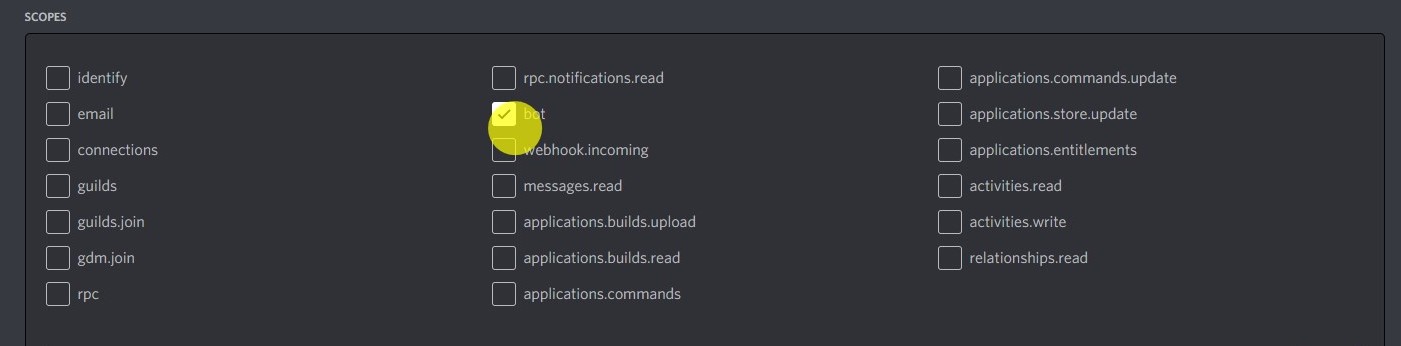 SCOPES
identify
email
connections
guilds
guilds.join
gdm.join
rpc
rpc.notifications.read
bot
webhook.incoming
messages.read
applications.builds.upload
applications.builds.read
applications.commands
applications.commands.update
applications.store.update
applications.entitlements
activities.read
activities.write
relationships.read